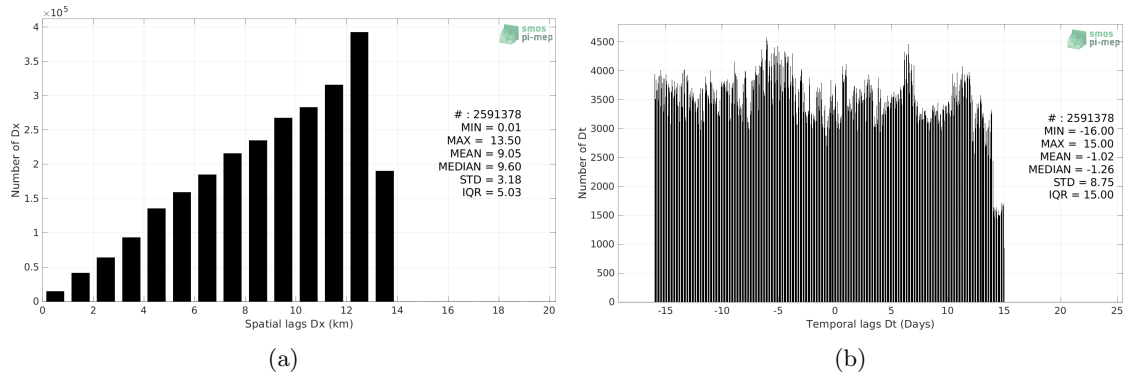 ×10⁵
4
3.5
3
2.5
2
1.5
1
0.5
0
Number of Dx
smos
pi-mep
# : 2591378
MIN = 0.01
MAX = 13.50
MEAN = 9.05
MEDIAN = 9.60
STD = 3.18
IQR = 5.03
0 2 4 6 8 10 12 14 16 18 20
Spatial lags Dx (km)
(a)
4500
4000
3500
3000
2500
2000
1500
1000
500
0
Number of Dt
smos
pi-mep
# : 2591378
MIN = -16.00
MAX = 15.00
MEAN = -1.02
MEDIAN = -1.26
STD = 8.75
IQR = 15.00
-15 -10 -5 0 5 10 15 20 25
Temporal lags Dt (Days)
(b)